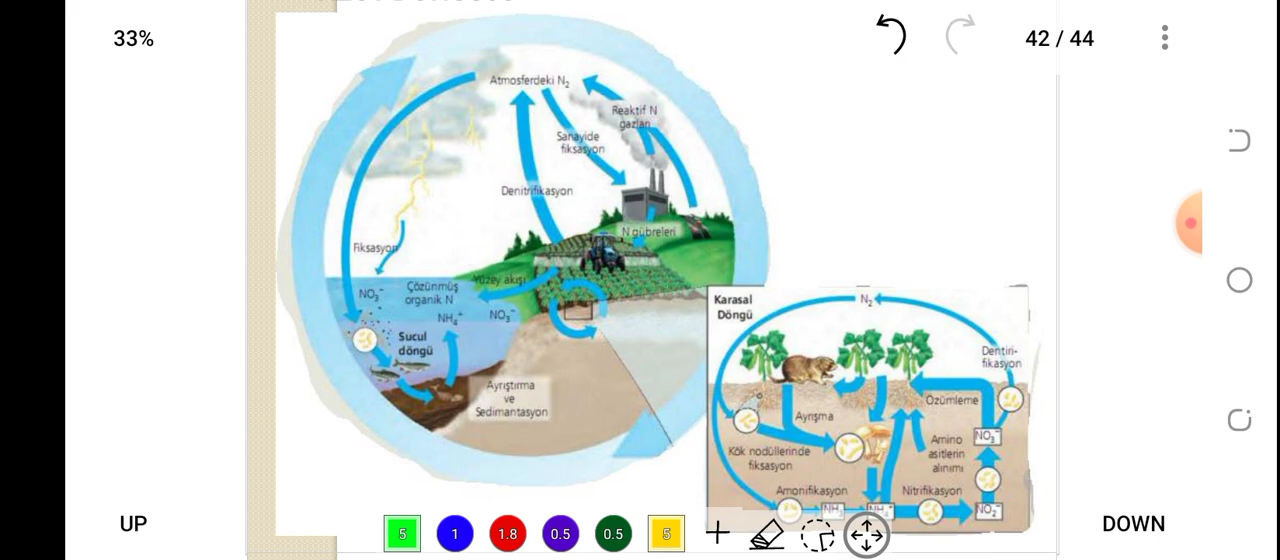 33%
42 / 44
Atmosferdeki N₂
Reaktif N
gazları
Sanayide
fiksasyon
Denitrifikasyon
N gübreleri
Fiksasyon
Yüzey akışı
NO₃⁻
Çözünmüş
organik N
NH₄⁺
NO₃⁻
Sucul
döngü
Ayrıştırma
ve
Sedimantasyon
Karasal
Döngü
N₂
Dentiri-
fikasyon
Özümleme
Ayrışma
NO₃⁻
Kök nodüllerinde
fiksasyon
Amino
asitlerin
alınımı
Amonifikasyon
Nitrifikasyon
NH₃
NH₄⁺
NO₂⁻
UP
5
1
1.8
0.5
0.5
5
DOWN